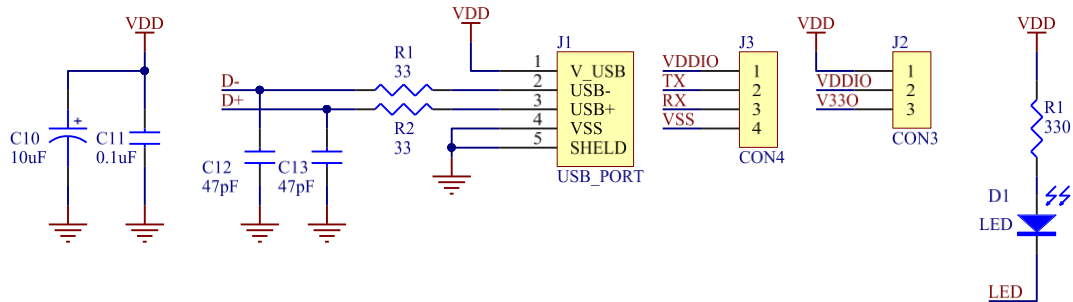 VDD
C10
10uF
C11
0.1uF
D-
D+
C12
47pF
C13
47pF
R1
33
R2
33
VDD
J1
1 V_USB
2 USB-
3 USB+
4 VSS
5 SHELD
USB_PORT
J3
VDDIO 1
TX 2
RX 3
VSS 4
CON4
VDD
J2
1
VDDIO 2
V33O 3
CON3
VDD
R1
330
D1
LED
LED